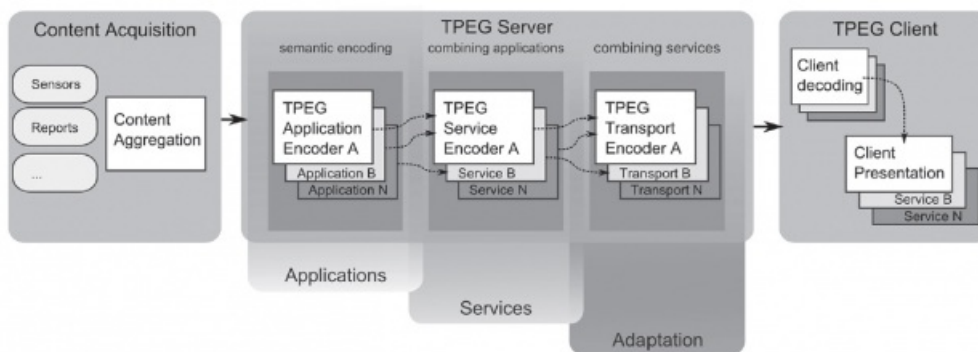 Content Acquisition
Sensors
Reports
...
Content
Aggregation
TPEG Server
semantic encoding
combining applications
combining services
TPEG
Application
Encoder A
Application B
Application N
TPEG
Service
Encoder A
Service B
Service N
TPEG
Transport
Encoder A
Transport B
Transport N
Applications
Services
Adaptation
TPEG Client
Client
decoding
Client
Presentation
Service B
Service N